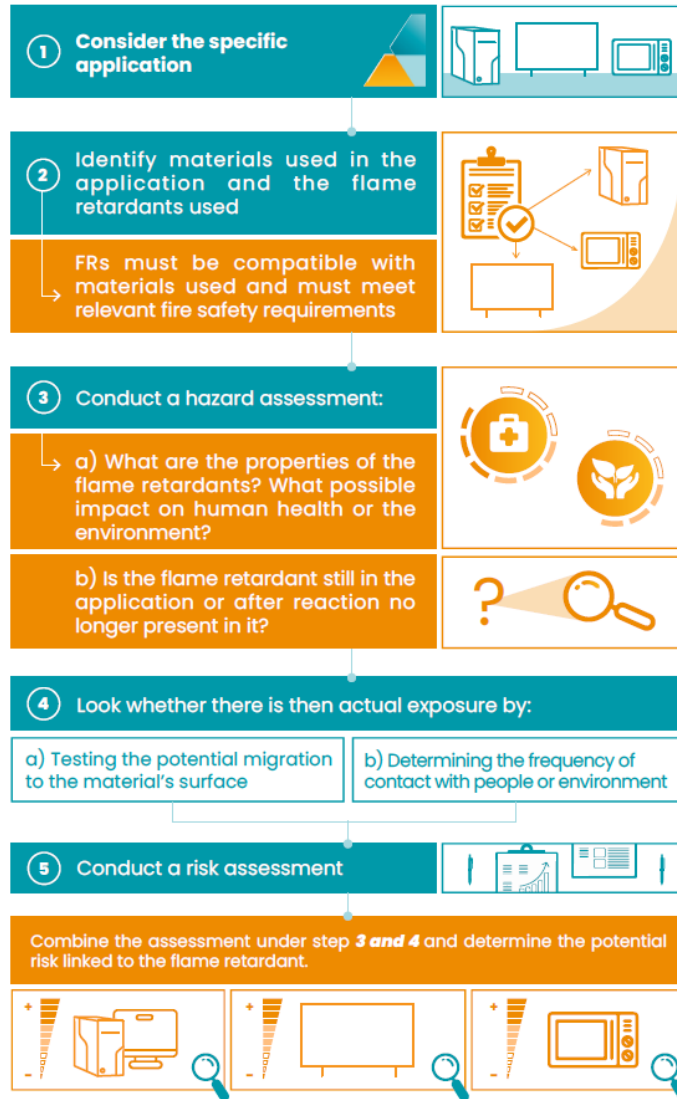 1
Consider the specific
application
2
Identify materials used in the
application and the flame
retardants used
FRs must be compatible with
materials used and must meet
relevant fire safety requirements
3
Conduct a hazard assessment:
a) What are the properties of the
flame retardants? What possible
impact on human health or the
environment?
b) Is the flame retardant still in the
application or after reaction no
longer present in it?
?
4
Look whether there is then actual exposure by:
a) Testing the potential migration
to the material's surface
b) Determining the frequency of
contact with people or environment
5
Conduct a risk assessment
Combine the assessment under step 3 and 4 and determine the potential
risk linked to the flame retardant.
+
-
+
-
+
-